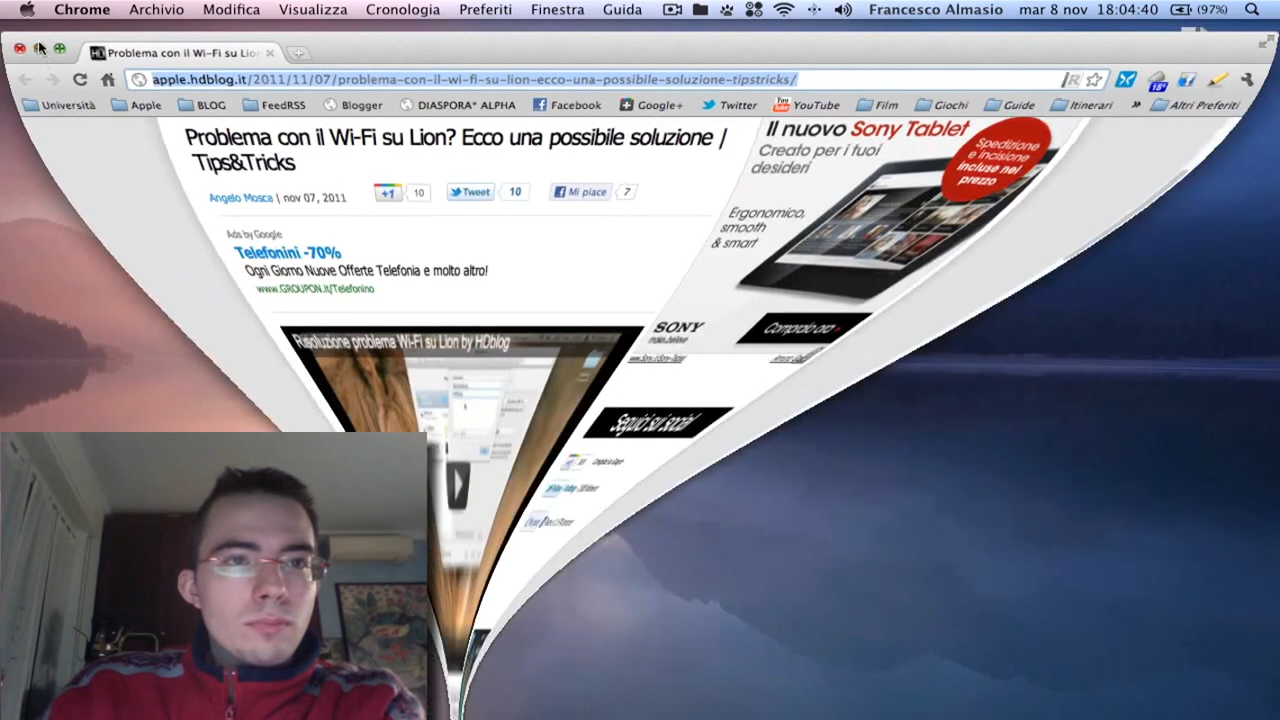 Chrome Archivio Modifica Visualizza Cronologia Preferiti Finestra Guida Francesco Almasio mar 8 nov 18:04:40 (97%)
Problema con il Wi-Fi su Lion
apple.hdblog.it/2011/11/07/problema-con-il-wi-fi-su-lion-ecco-una-possibile-soluzione-tipstricks/
18°
Università Apple BLOG FeedRSS Blogger DIASPORA* ALPHA Facebook Google+ Twitter YouTube Film Giochi Guide Itinerari » Altri Preferiti
Problema con il Wi-Fi su Lion? Ecco una possibile soluzione |
Tips&Tricks
Angelo Mosca | nov 07, 2011
+1 10 Tweet 10 Mi piace 7
Ads by Google
Telefonini -70%
Ogni Giorno Nuove Offerte Telefonia e molto altro!
www.GROUPON.it/Telefonino
Risoluzione problema Wi-Fi su Lion by HDblog
Il nuovo Sony Tablet
Creato per i tuoi
desideri
Spedizione
e incisione
incluse nel
prezzo
Ergonomico,
smooth
& smart
SONY
make.believe
Compralo ora
Seguici sui social